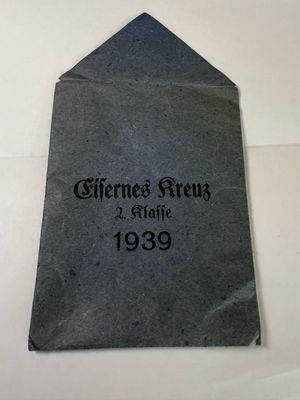 Eisernes Kreuz
2. Klasse
1939